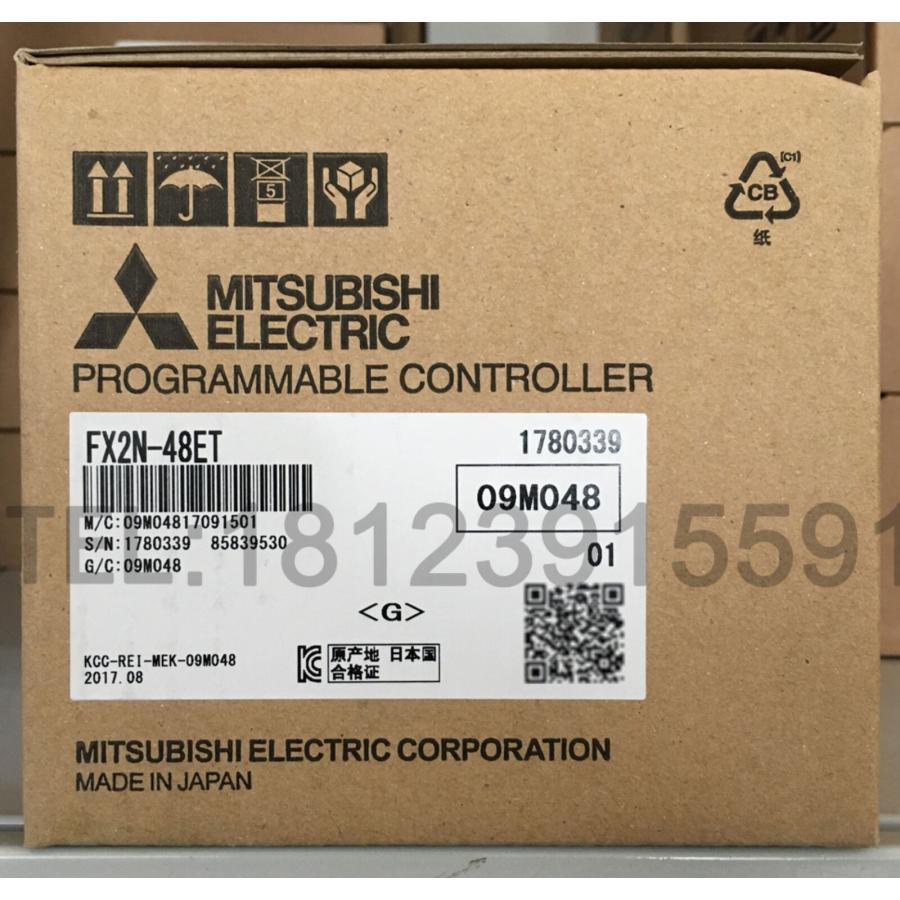 5
[C1]
CB
纸
MITSUBISHI
ELECTRIC
PROGRAMMABLE CONTROLLER
FX2N-48ET
1780339
09M048
M/C:09M04817091501
S/N:1780339 85839530
G/C:09M048
01
TEL:18123915591
<G>
KCC-REI-MEK-09M048
2017.08
原产地 日本国
合格证
MITSUBISHI ELECTRIC CORPORATION
MADE IN JAPAN